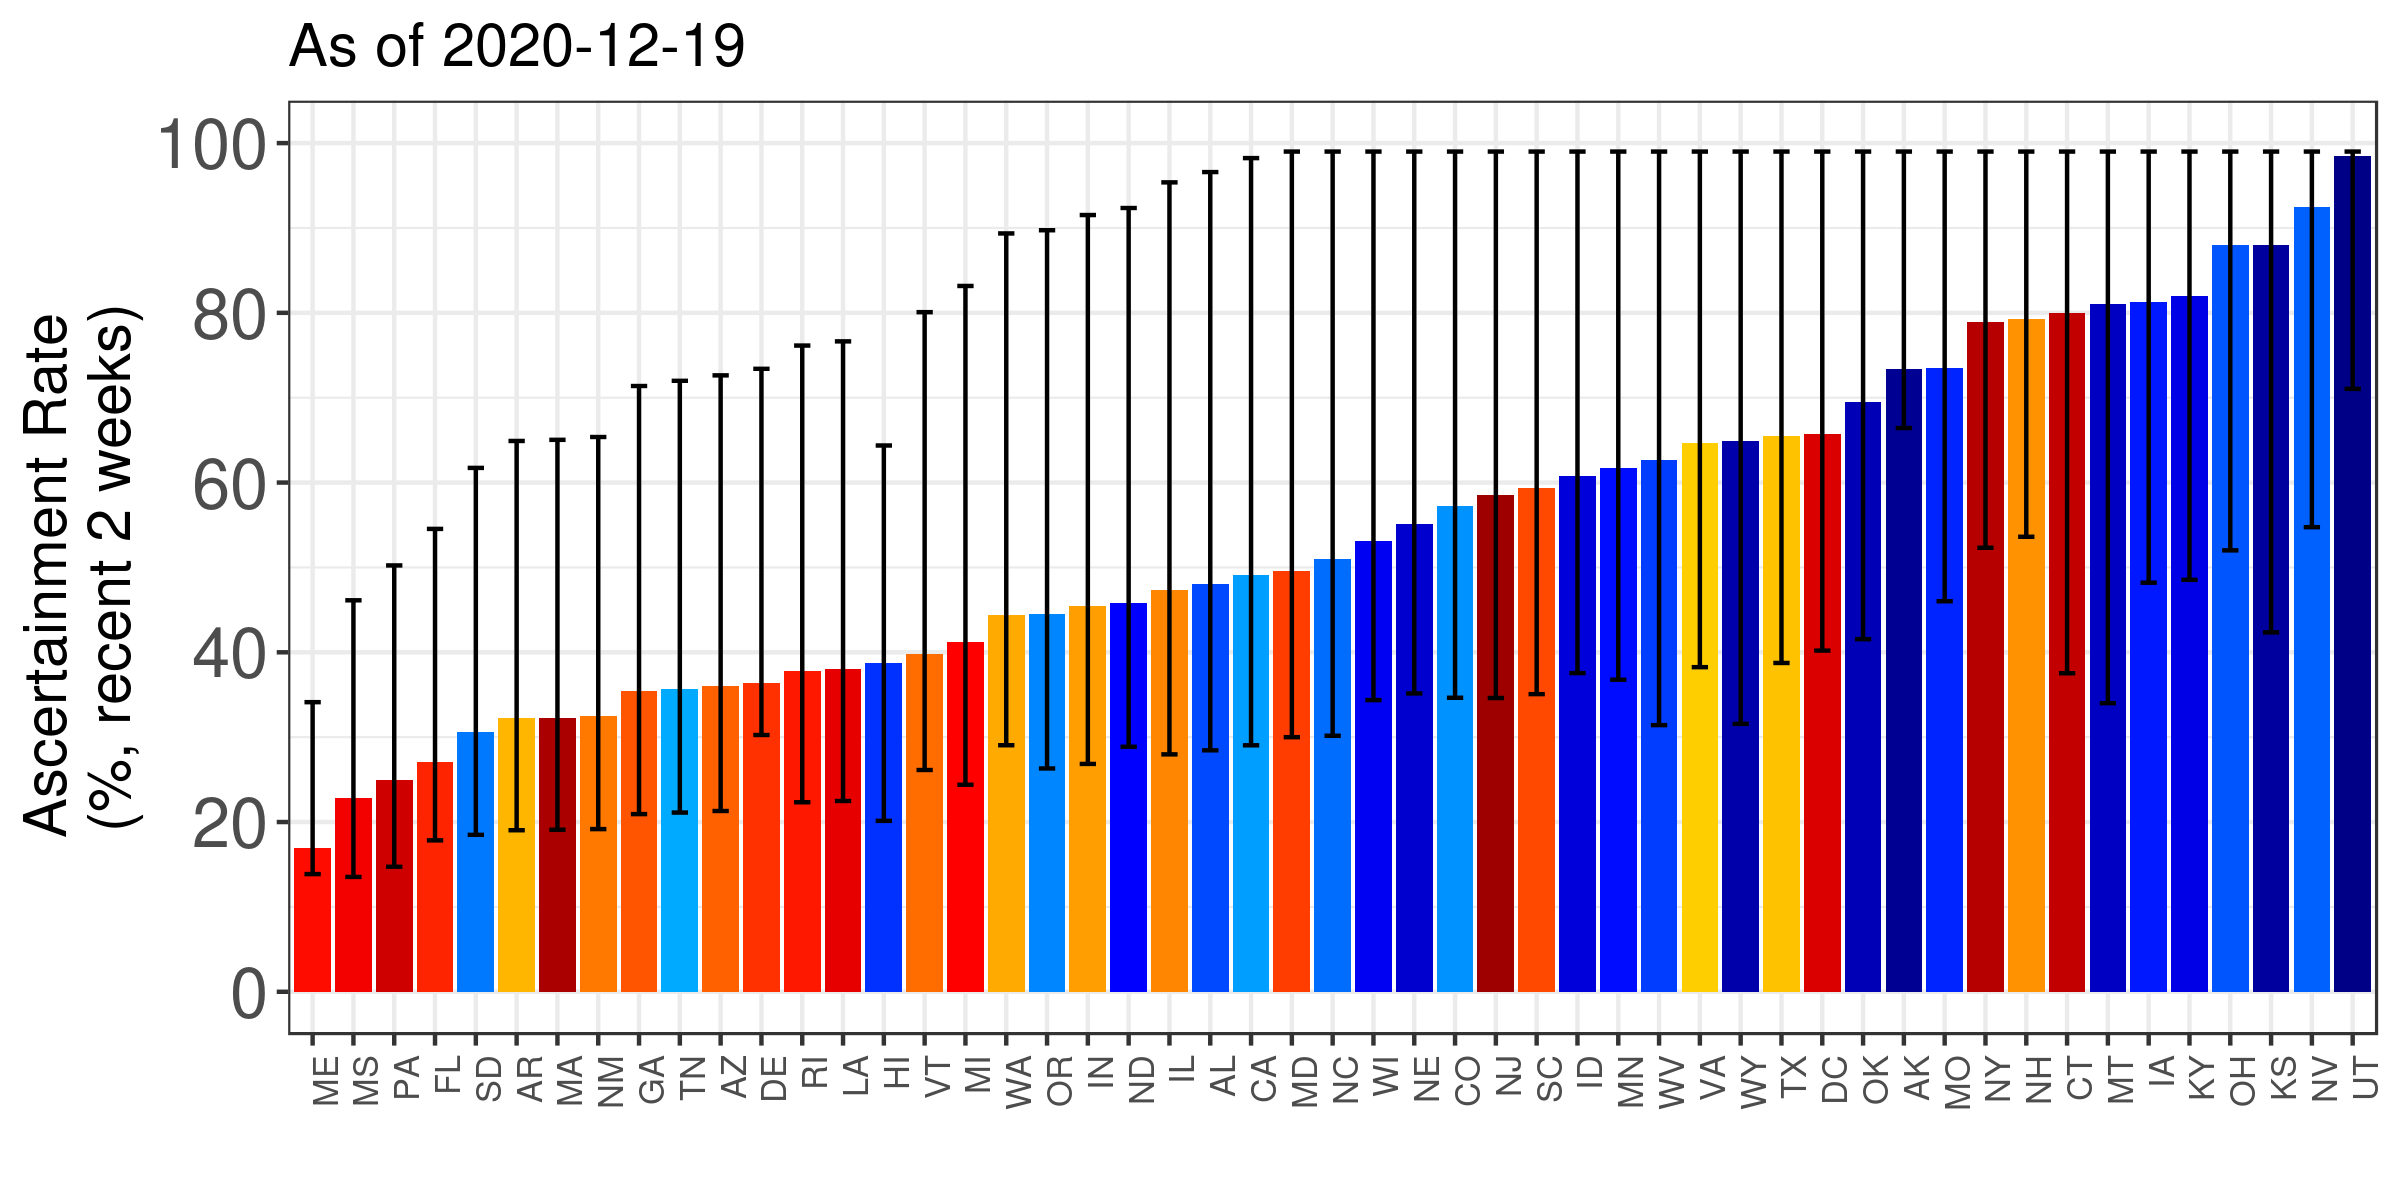 As of 2020-12-19
Ascertainment Rate
(%, recent 2 weeks)
100
80
60
40
20
0
ME
MS
PA
FL
SD
AR
MA
NM
GA
TN
AZ
DE
RI
LA
HI
VT
MI
WA
OR
IN
ND
IL
AL
CA
MD
NC
WI
NE
CO
NJ
SC
ID
MN
WV
VA
WY
TX
DC
OK
AK
MO
NY
NH
CT
MT
IA
KY
OH
KS
NV
UT